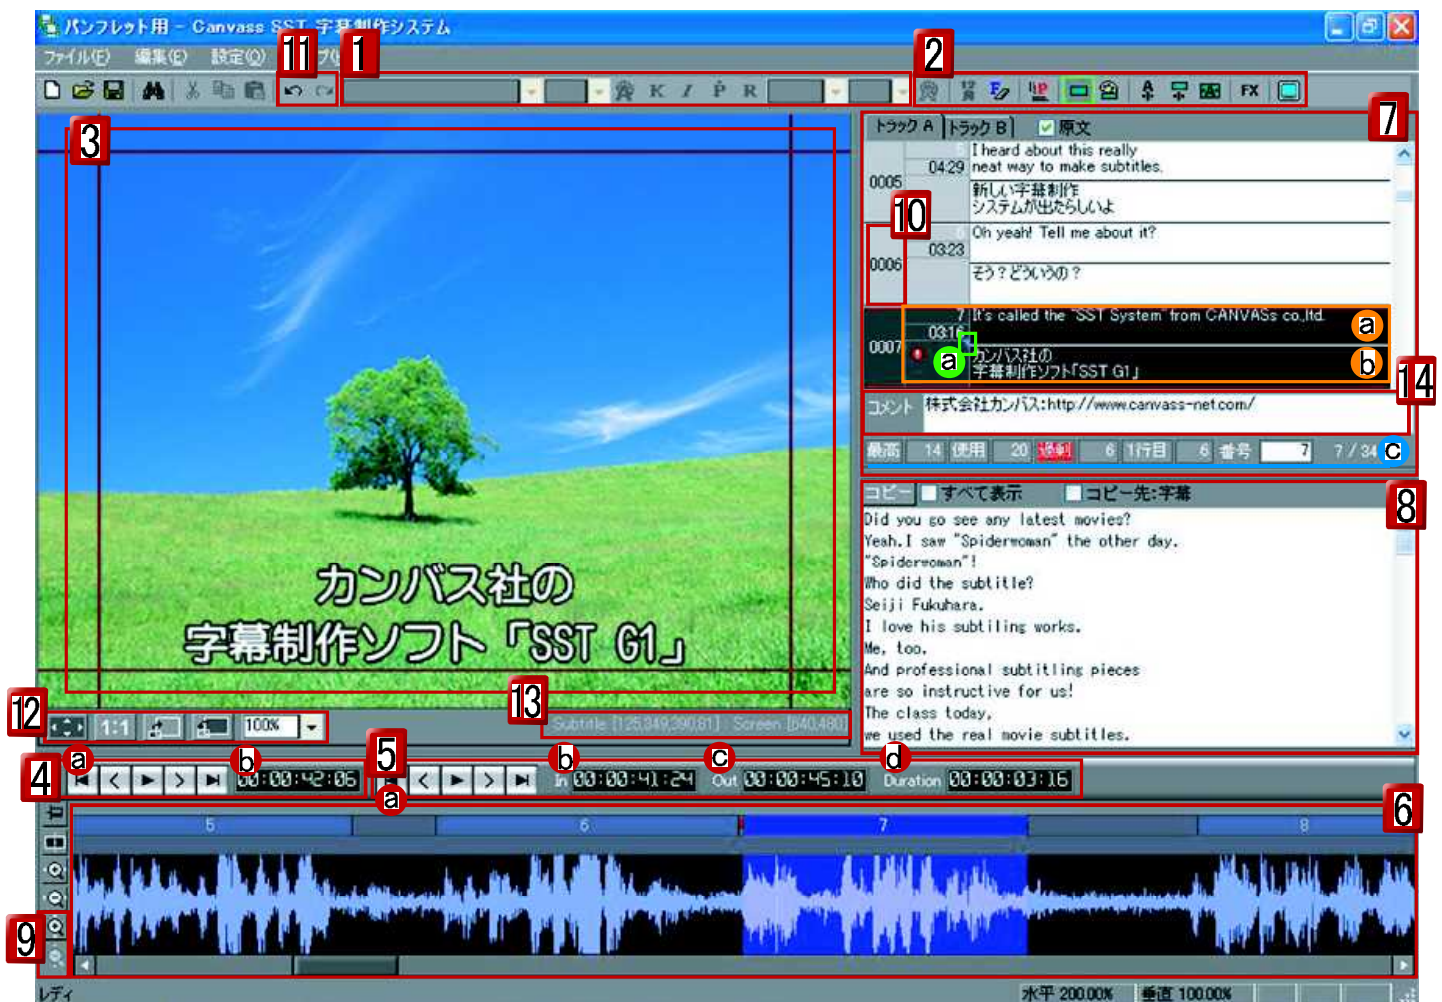 パンフレット用 - Canvass SST 字幕制作システム
ファイル(F) 編集(E) 設定(O)
11
1
2
K I P R
FX
3
トラック A トラック B 原文
7
I heard about this really
04:29 neat way to make subtitles.
0005
新しい字幕制作
システムが出たらしいよ
10
Oh yeah! Tell me about it?
03:23
0006
そう？どういうの？
7 It's called the "SST System" from CANVASs co.,ltd.
a
03:16
0007
a
カンバス社の
字幕制作ソフト「SST G1」
b
14
コメント 株式会社カンバス:http://www.canvass-net.com/
最高 14 使用 20 過剰 6 1行目 6 番号 7 7 / 34 c
コピー すべて表示 コピー先:字幕
8
Did you go see any latest movies?
Yeah.I saw "Spiderwoman" the other day.
"Spiderwoman"!
Who did the subtitle?
Seiji Fukuhara.
I love his subtiling works.
Me, too.
And professional subtitling pieces
are so instructive for us!
The class today,
we used the real movie subtitles.
カンバス社の
字幕制作ソフト「SST G1」
12
1:1
100%
13
Subtitle [125,349,390,81] : Screen [640,480]
4
a
b
00:00:42:06
5
a
b
In 00:00:41:24
c
Out 00:00:45:10
d
Duration 00:00:03:16
6
5 6 7 8
9
レディ
水平 200.00% 垂直 100.00%